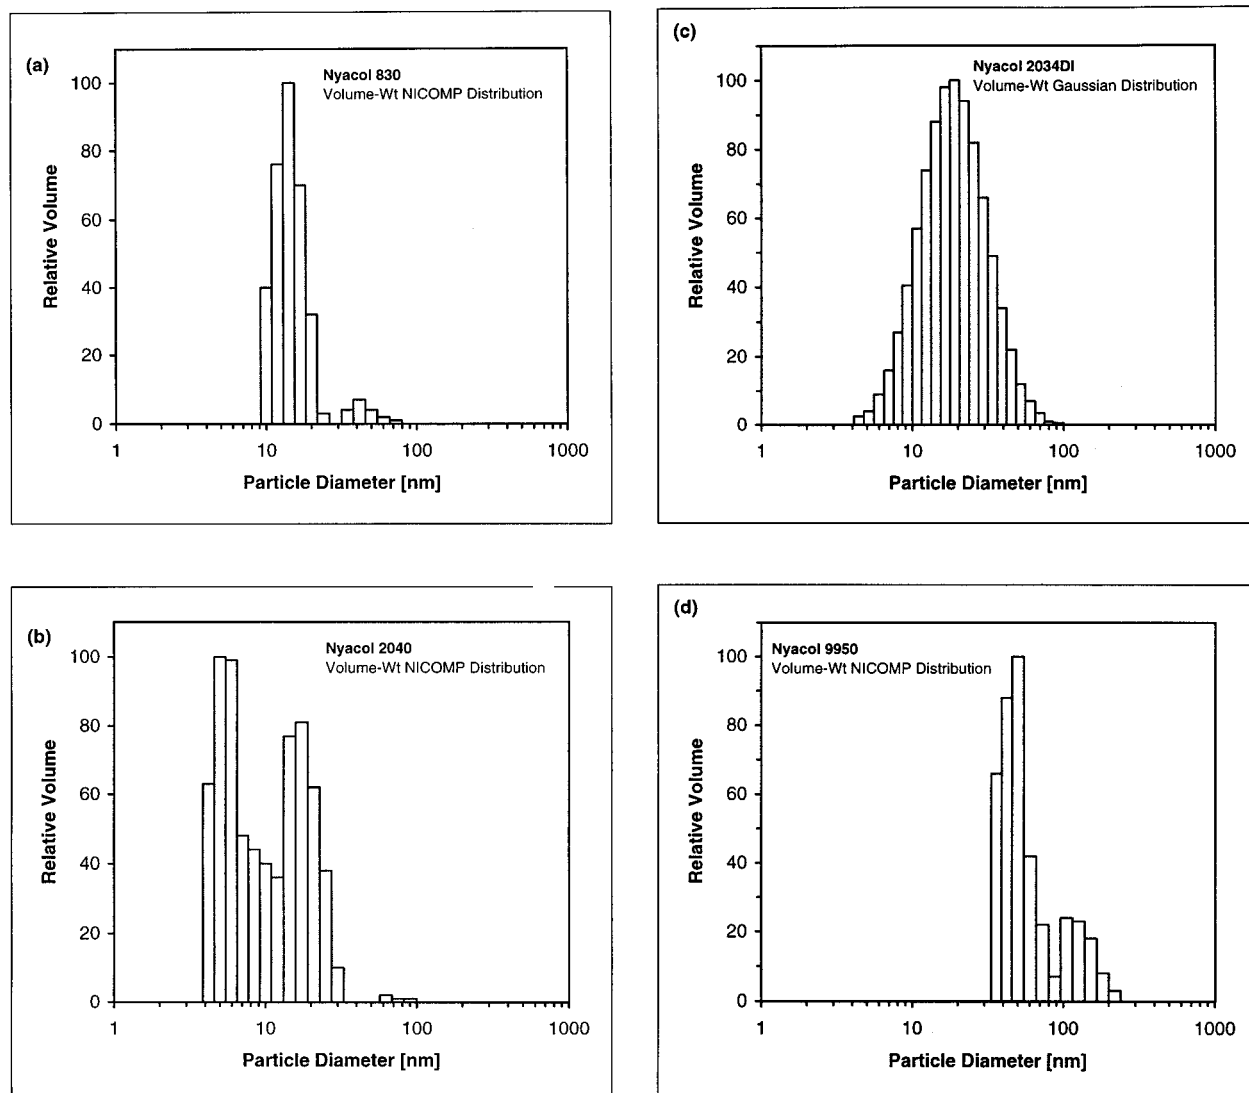 (a)
Nyacol 830
Volume-Wt NICOMP Distribution
100
80
60
40
20
0
Relative Volume
1
10
100
1000
Particle Diameter [nm]
(c)
Nyacol 2034DI
Volume-Wt Gaussian Distribution
100
80
60
40
20
0
Relative Volume
1
10
100
1000
Particle Diameter [nm]
(b)
Nyacol 2040
Volume-Wt NICOMP Distribution
100
80
60
40
20
0
Relative Volume
1
10
100
1000
Particle Diameter [nm]
(d)
Nyacol 9950
Volume-Wt NICOMP Distribution
100
80
60
40
20
0
Relative Volume
1
10
100
1000
Particle Diameter [nm]